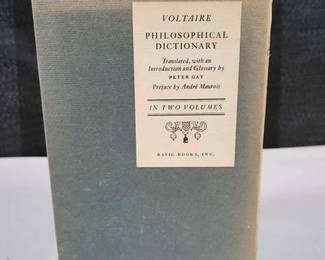 VOLTAIRE
PHILOSOPHICAL
DICTIONARY
Translated, with an
Introduction and Glossary by
PETER GAY
Preface by André Maurois
IN TWO VOLUMES
BASIC BOOKS, INC.